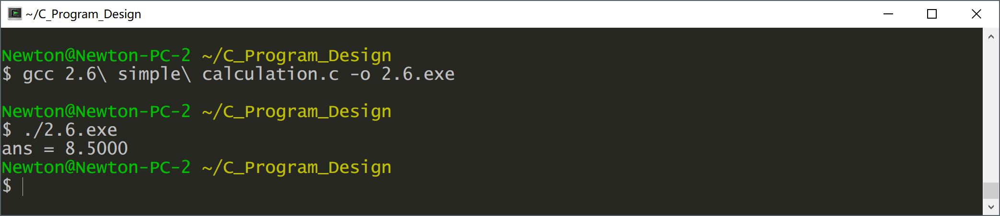 ~/C_Program_Design
Newton@Newton-PC-2 ~/C_Program_Design
$ gcc 2.6\ simple\ calculation.c -o 2.6.exe
Newton@Newton-PC-2 ~/C_Program_Design
$ ./2.6.exe
ans = 8.5000
Newton@Newton-PC-2 ~/C_Program_Design
$